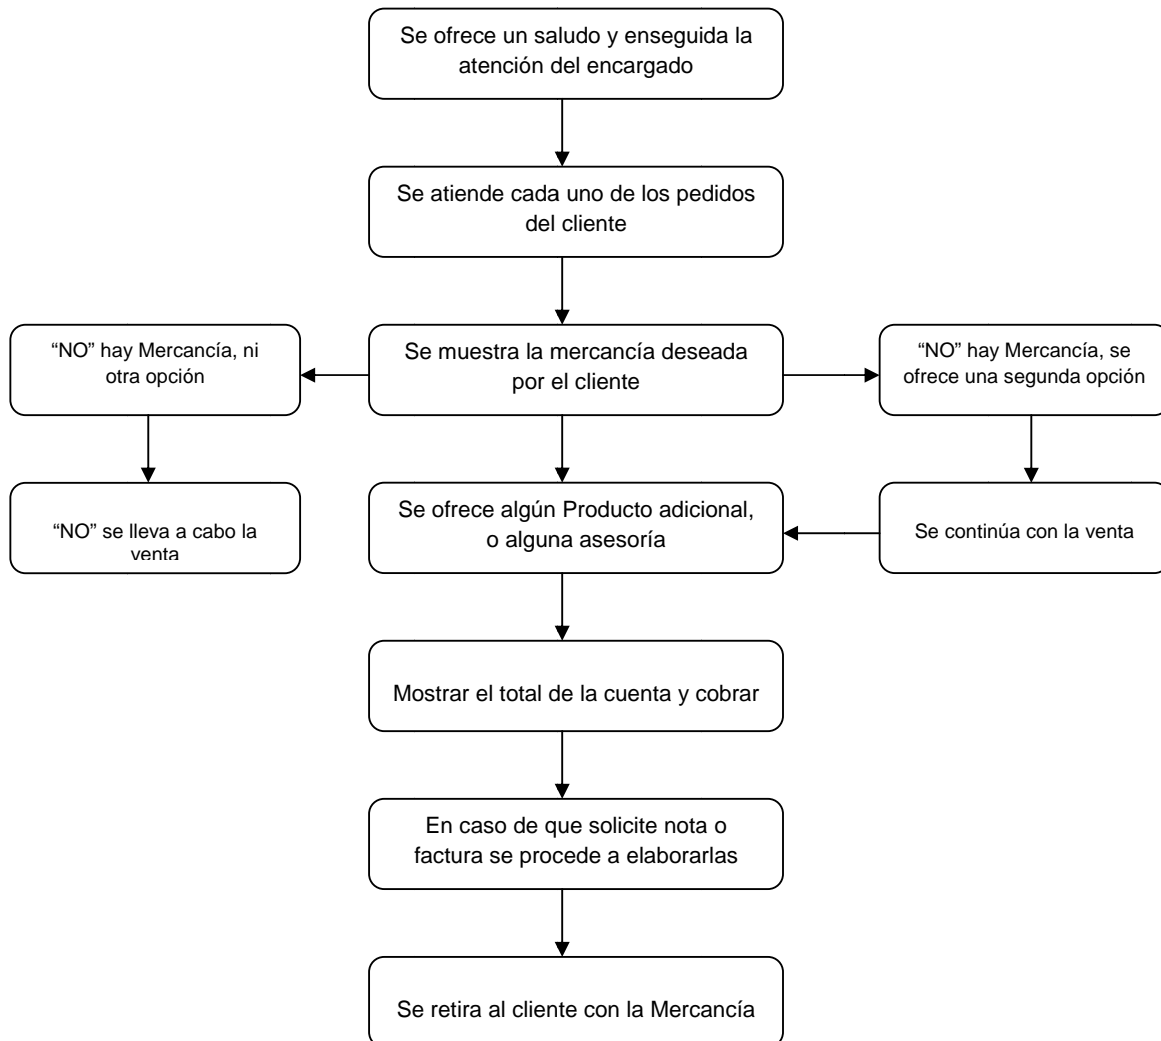 Se ofrece un saludo y enseguida la
atención del encargado
Se atiende cada uno de los pedidos
del cliente
“NO” hay Mercancía, ni
otra opción
Se muestra la mercancía deseada
por el cliente
“NO” hay Mercancía, se
ofrece una segunda opción
“NO” se lleva a cabo la
venta
Se ofrece algún Producto adicional,
o alguna asesoría
Se continúa con la venta
Mostrar el total de la cuenta y cobrar
En caso de que solicite nota o
factura se procede a elaborarlas
Se retira al cliente con la Mercancía